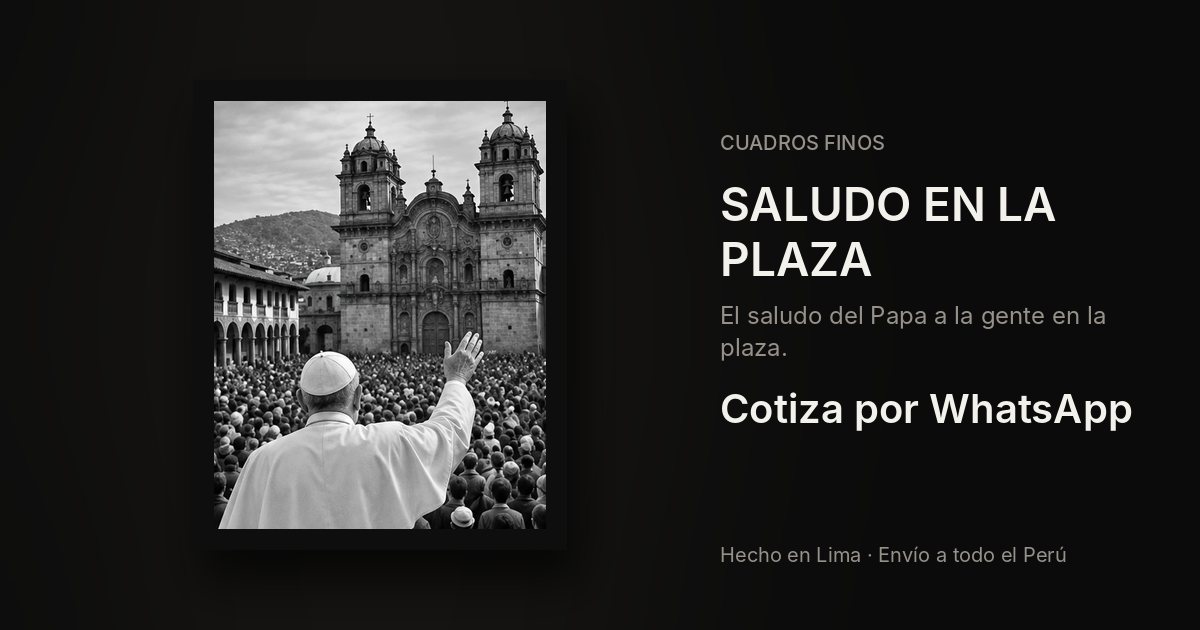 CUADROS FINOS
SALUDO EN LA
PLAZA
El saludo del Papa a la gente en la
plaza.
Cotiza por WhatsApp
Hecho en Lima · Envío a todo el Perú